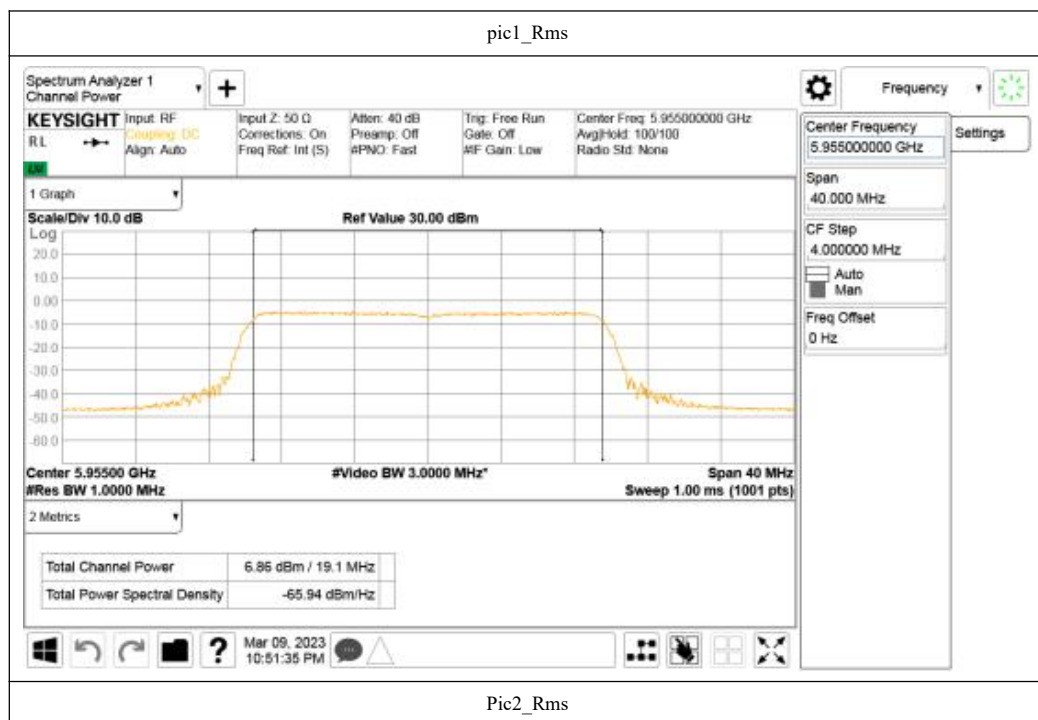 pic1_Rms
Spectrum Analyzer 1
Channel Power
+
Frequency
KEYSIGHT
RL
Input: RF
Coupling: DC
Align: Auto
Input Z: 50 Ω
Corrections: On
Freq Ref: Int (S)
Atten: 40 dB
Preamp: Off
#PNO: Fast
Trig: Free Run
Gate: Off
#IF Gain: Low
Center Freq: 5.955000000 GHz
Avg|Hold: 100/100
Radio Std: None
Center Frequency
5.955000000 GHz
Settings
Span
40.000 MHz
CF Step
4.000000 MHz
Auto
Man
Freq Offset
0 Hz
1 Graph
Scale/Div 10.0 dB
Ref Value 30.00 dBm
Log
20.0
10.0
0.00
-10.0
-20.0
-30.0
-40.0
-50.0
-60.0
Center 5.95500 GHz
#Video BW 3.0000 MHz*
Span 40 MHz
#Res BW 1.0000 MHz
Sweep 1.00 ms (1001 pts)
2 Metrics
Total Channel Power
6.86 dBm / 19.1 MHz
Total Power Spectral Density
-65.94 dBm/Hz
?
Mar 09, 2023
10:51:35 PM
Pic2_Rms